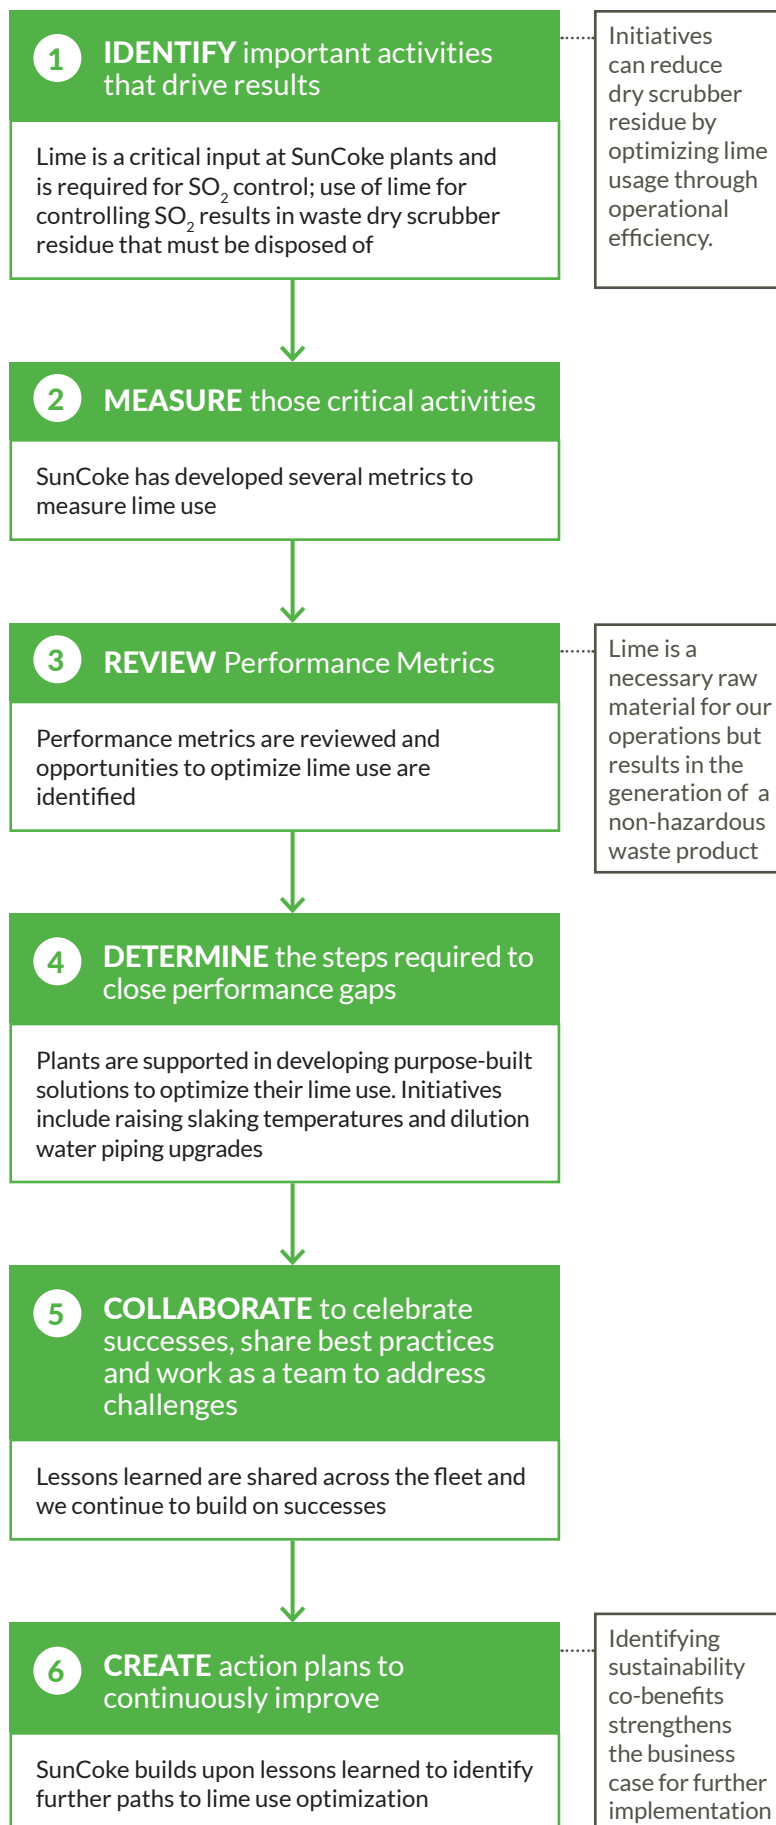 1
IDENTIFY important activities
that drive results
Initiatives
can reduce
dry scrubber
residue by
optimizing lime
usage through
operational
efficiency.
Lime is a critical input at SunCoke plants and
is required for SO₂ control; use of lime for
controlling SO₂ results in waste dry scrubber
residue that must be disposed of
2
MEASURE those critical activities
SunCoke has developed several metrics to
measure lime use
3
REVIEW Performance Metrics
Lime is a
necessary raw
material for our
operations but
results in the
generation of a
non-hazardous
waste product
Performance metrics are reviewed and
opportunities to optimize lime use are
identified
4
DETERMINE the steps required to
close performance gaps
Plants are supported in developing purpose-built
solutions to optimize their lime use. Initiatives
include raising slaking temperatures and dilution
water piping upgrades
5
COLLABORATE to celebrate
successes, share best practices
and work as a team to address
challenges
Lessons learned are shared across the fleet and
we continue to build on successes
6
CREATE action plans to
continuously improve
Identifying
sustainability
co-benefits
strengthens
the business
case for further
implementation
SunCoke builds upon lessons learned to identify
further paths to lime use optimization